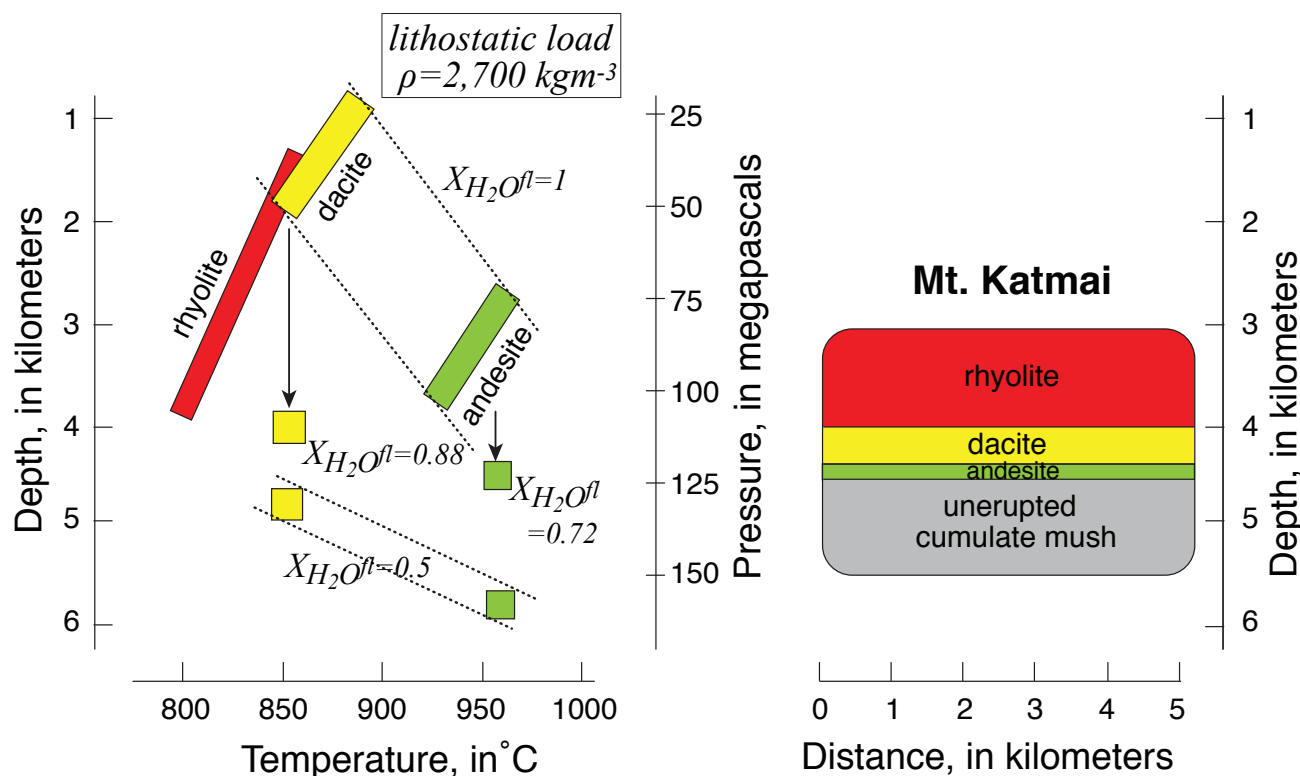 lithostatic load
ρ=2,700 kgm-3
Depth, in kilometers
1
2
3
4
5
6
rhyolite
dacite
andesite
XH2Ofl=1
XH2Ofl=0.88
XH2Ofl
=0.72
XH2Ofl=0.5
25
50
75
100
125
150
Pressure, in megapascals
800
850
900
950
1000
Temperature, in˚C
Mt. Katmai
rhyolite
dacite
andesite
unerupted
cumulate mush
1
2
3
4
5
6
Depth, in kilometers
0
1
2
3
4
5
Distance, in kilometers